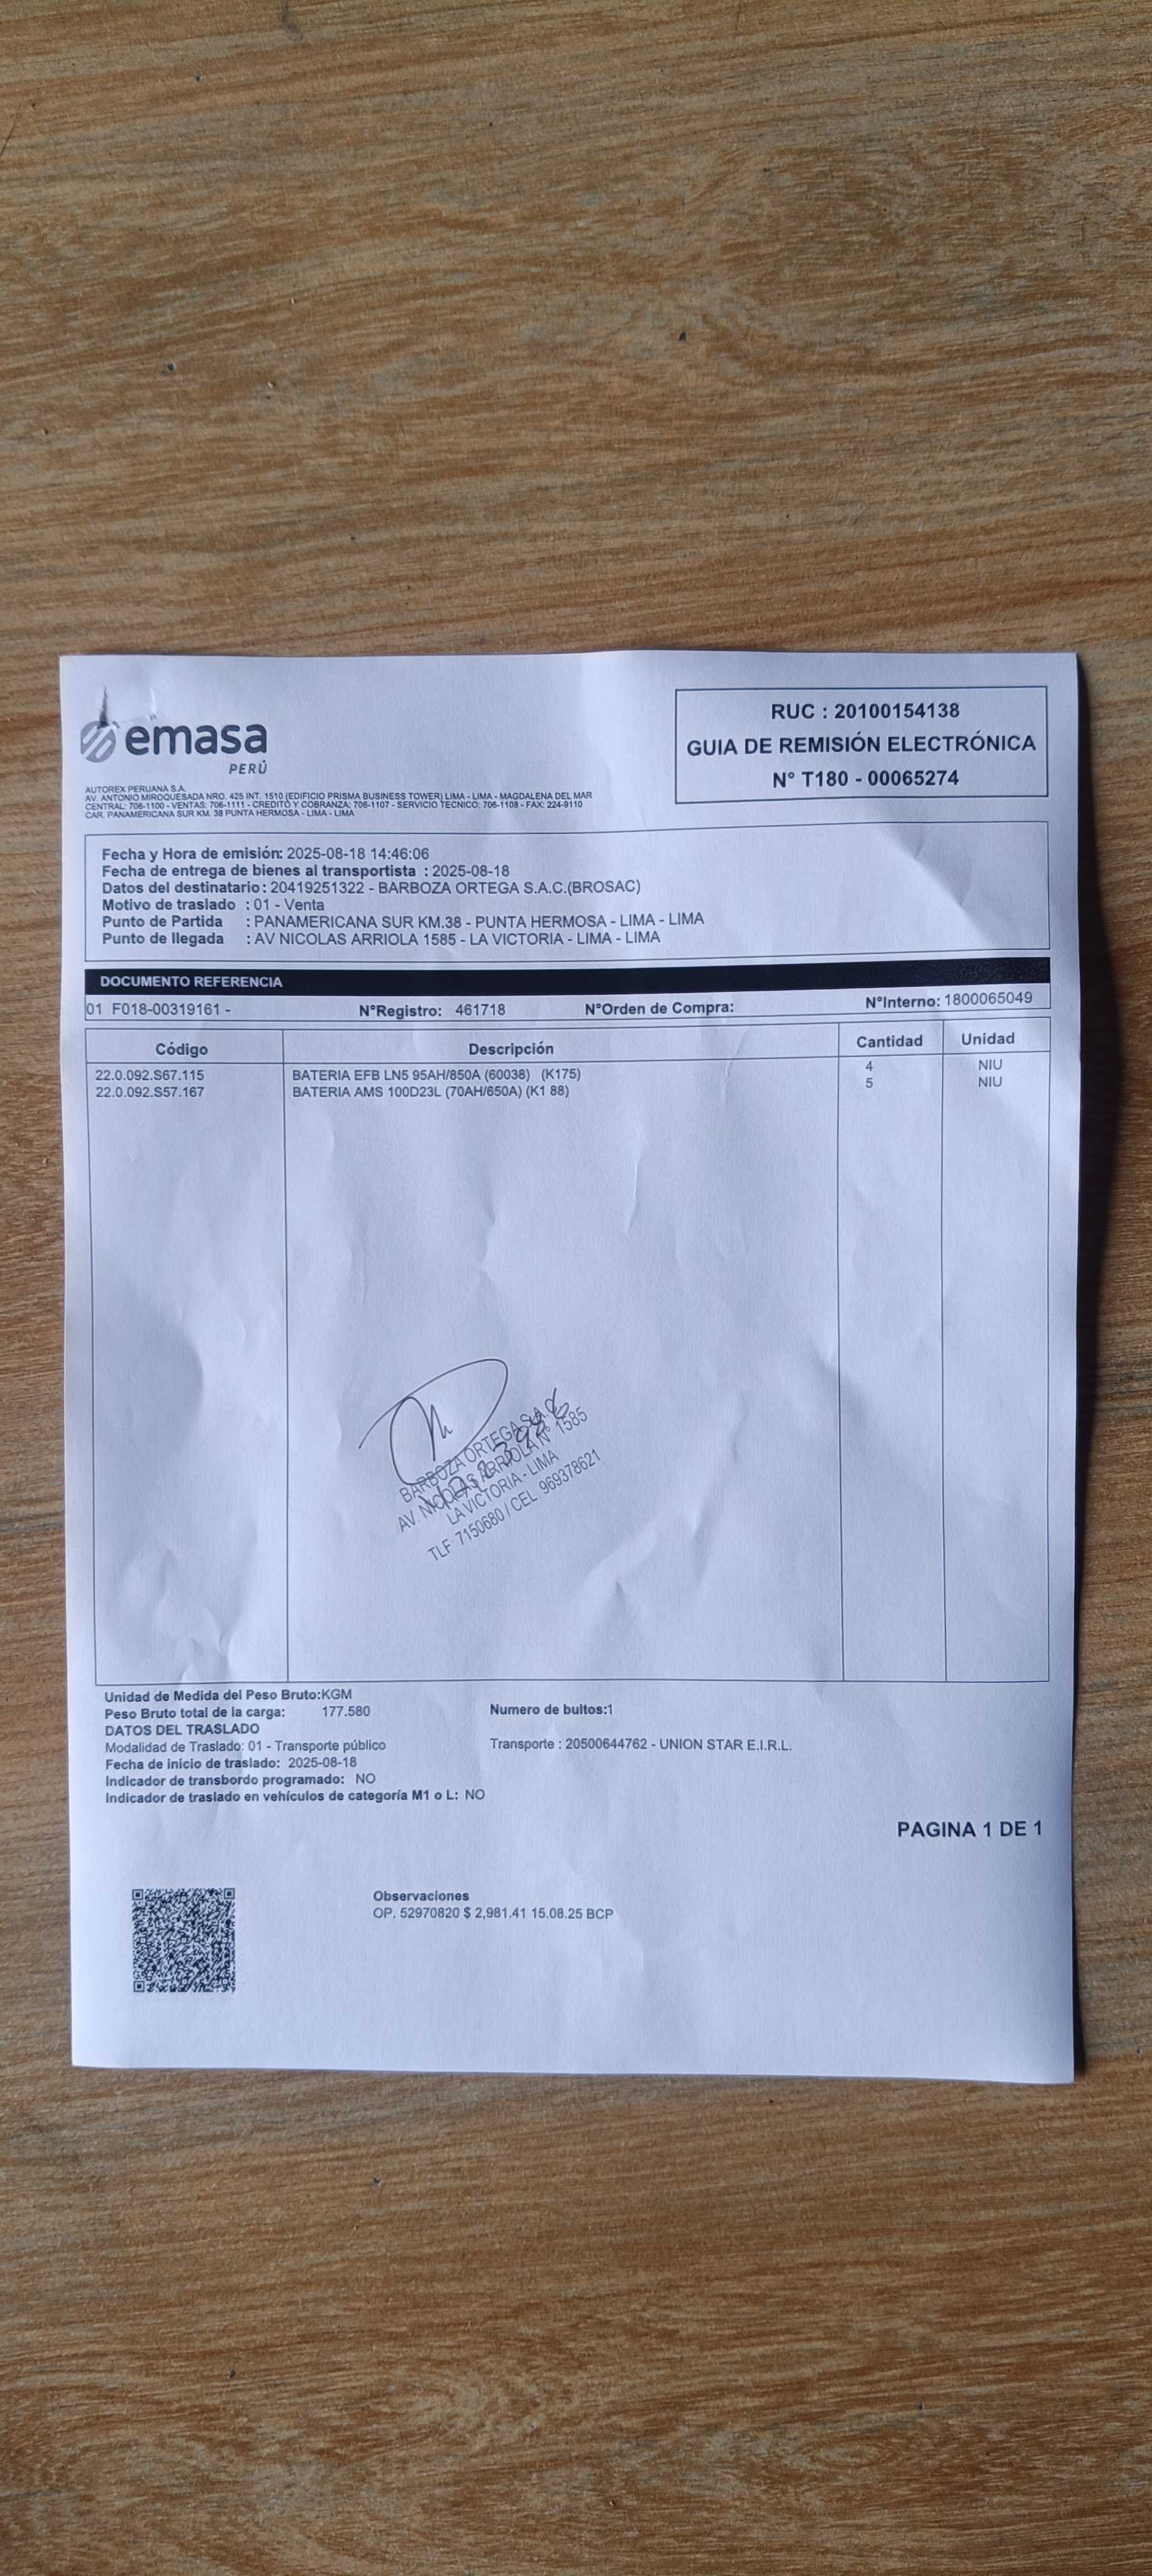 emasa
PERÚ
RUC : 20100154138
GUIA DE REMISIÓN ELECTRÓNICA
N° T180 - 00065274
AUTOREX PERUANA S.A.
AV. ANTONIO MIROQUESADA NRO. 425 INT. 1510 (EDIFICIO PRISMA BUSINESS TOWER) LIMA - LIMA - MAGDALENA DEL MAR
CENTRAL: 706-1100 - VENTAS: 706-1111 - CREDITO Y COBRANZA: 706-1107 - SERVICIO TECNICO: 706-1108 - FAX: 224-9110
CAR. PANAMERICANA SUR KM. 38 PUNTA HERMOSA - LIMA - LIMA
Fecha y Hora de emisión: 2025-08-18 14:46:06
Fecha de entrega de bienes al transportista : 2025-08-18
Datos del destinatario : 20419251322 - BARBOZA ORTEGA S.A.C.(BROSAC)
Motivo de traslado : 01 - Venta
Punto de Partida : PANAMERICANA SUR KM.38 - PUNTA HERMOSA - LIMA - LIMA
Punto de llegada : AV NICOLAS ARRIOLA 1585 - LA VICTORIA - LIMA - LIMA
DOCUMENTO REFERENCIA
01 F018-00319161 - N°Registro: 461718 N°Orden de Compra: N°Interno: 1800065049
Código Descripción Cantidad Unidad
22.0.092.S67.115 BATERIA EFB LN5 95AH/850A (60038) (K175) 4 NIU
22.0.092.S57.167 BATERIA AMS 100D23L (70AH/650A) (K1 88) 5 NIU
BARBOZA ORTEGA S.A.C.
AV. NICOLAS ARRIOLA N° 1585
LA VICTORIA - LIMA
TLF 7150680 / CEL. 969378621
Unidad de Medida del Peso Bruto:KGM
Peso Bruto total de la carga: 177.580 Numero de bultos:1
DATOS DEL TRASLADO
Modalidad de Traslado: 01 - Transporte público Transporte : 20500644762 - UNION STAR E.I.R.L.
Fecha de inicio de traslado: 2025-08-18
Indicador de transbordo programado: NO
Indicador de traslado en vehículos de categoría M1 o L: NO
PAGINA 1 DE 1
Observaciones
OP. 52970820 $ 2,981.41 15.08.25 BCP